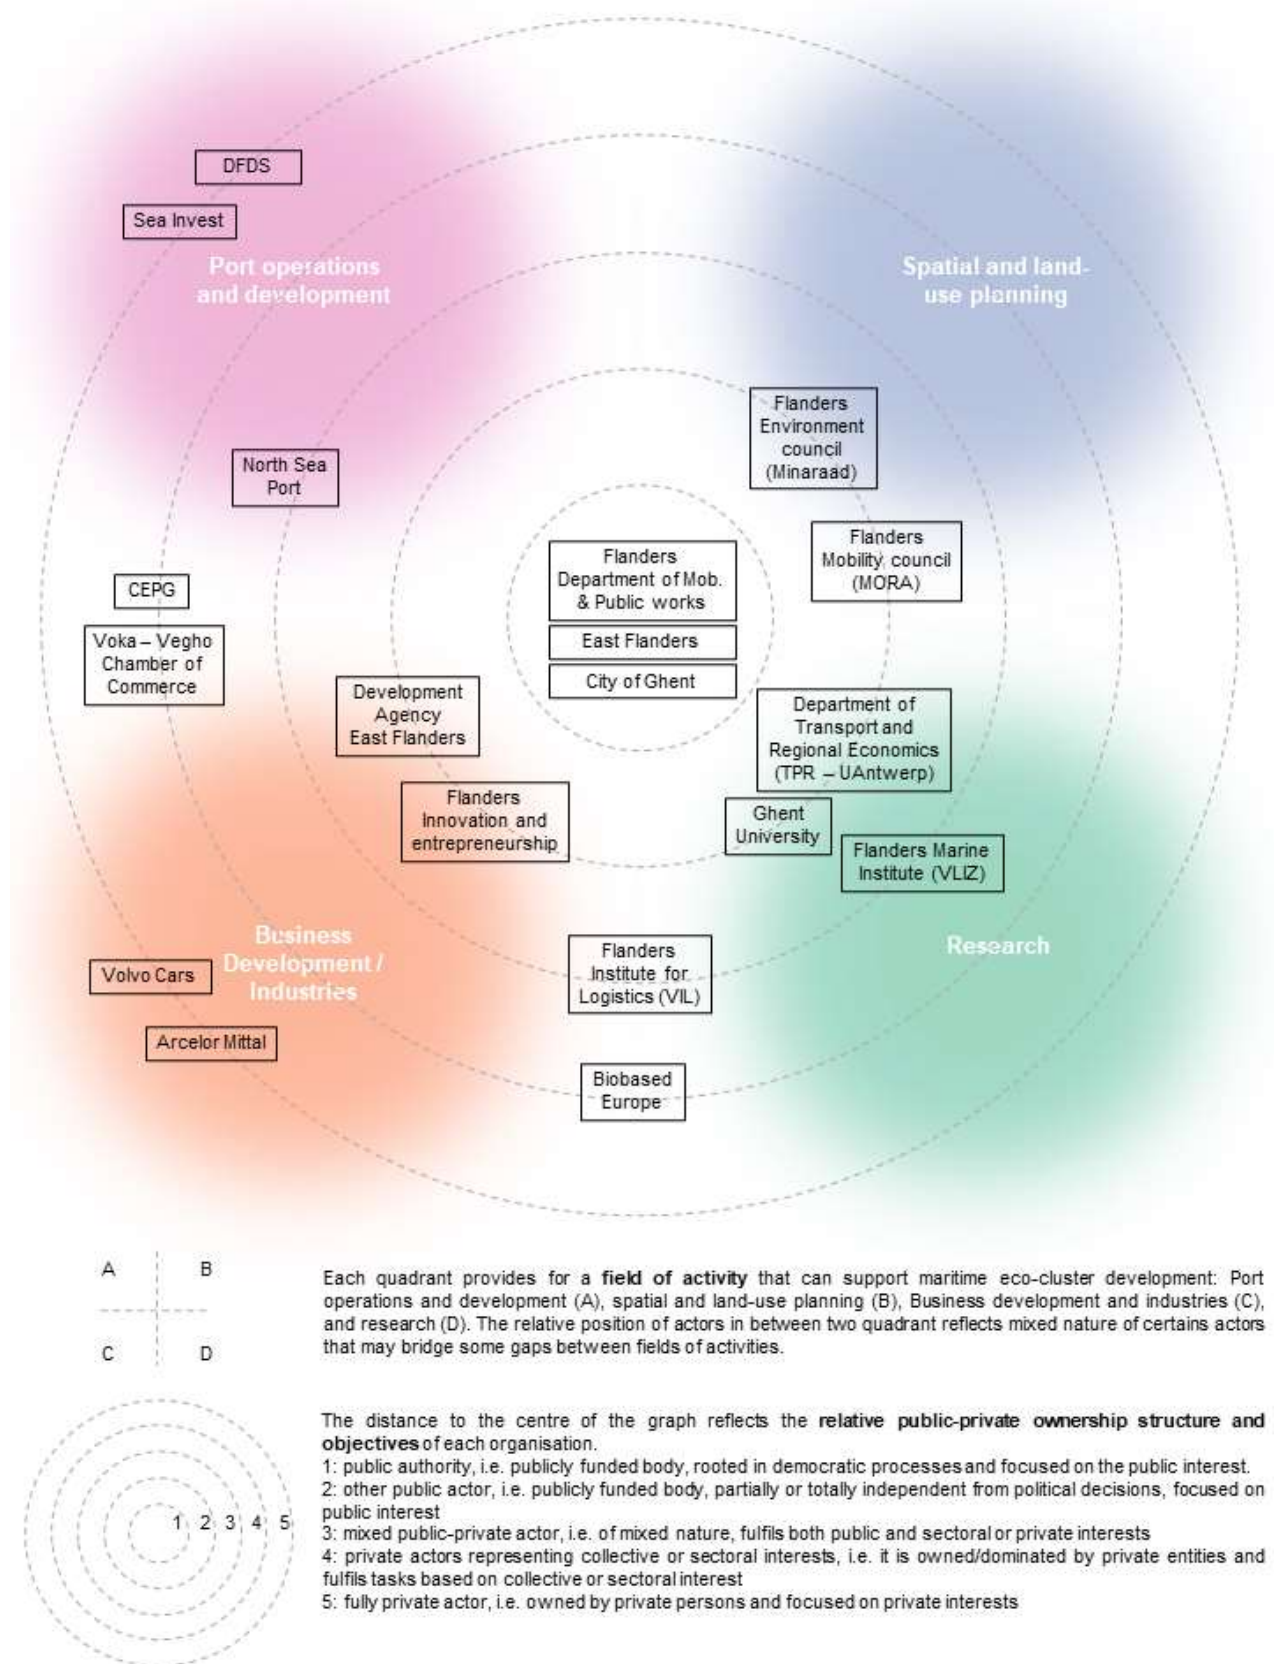 DFDS
Sea Invest
Port operations
and development
Spatial and land-
use planning
Flanders
Environment
council
(Minaraad)
North Sea
Port
Flanders
Mobility council
(MORA)
Flanders
Department of Mob.
& Public works
CEPG
East Flanders
Voka – Vegho
Chamber of
Commerce
City of Ghent
Development
Agency
East Flanders
Department of
Transport and
Regional Economics
(TPR – UAntwerp)
Flanders
Innovation and
entrepreneurship
Ghent
University
Flanders Marine
Institute (VLIZ)
Business
Development /
Industries
Research
Flanders
Institute for
Logistics (VIL)
Volvo Cars
Arcelor Mittal
Biobased
Europe
A B
C D
Each quadrant provides for a field of activity that can support maritime eco-cluster development: Port
operations and development (A), spatial and land-use planning (B), Business development and industries (C),
and research (D). The relative position of actors in between two quadrant reflects mixed nature of certains actors
that may bridge some gaps between fields of activities.
1 2 3 4 5
The distance to the centre of the graph reflects the relative public-private ownership structure and
objectives of each organisation.
1: public authority, i.e. publicly funded body, rooted in democratic processes and focused on the public interest.
2: other public actor, i.e. publicly funded body, partially or totally independent from political decisions, focused on
public interest
3: mixed public-private actor, i.e. of mixed nature, fulfils both public and sectoral or private interests
4: private actors representing collective or sectoral interests, i.e. it is owned/dominated by private entities and
fulfils tasks based on collective or sectoral interest
5: fully private actor, i.e. owned by private persons and focused on private interests